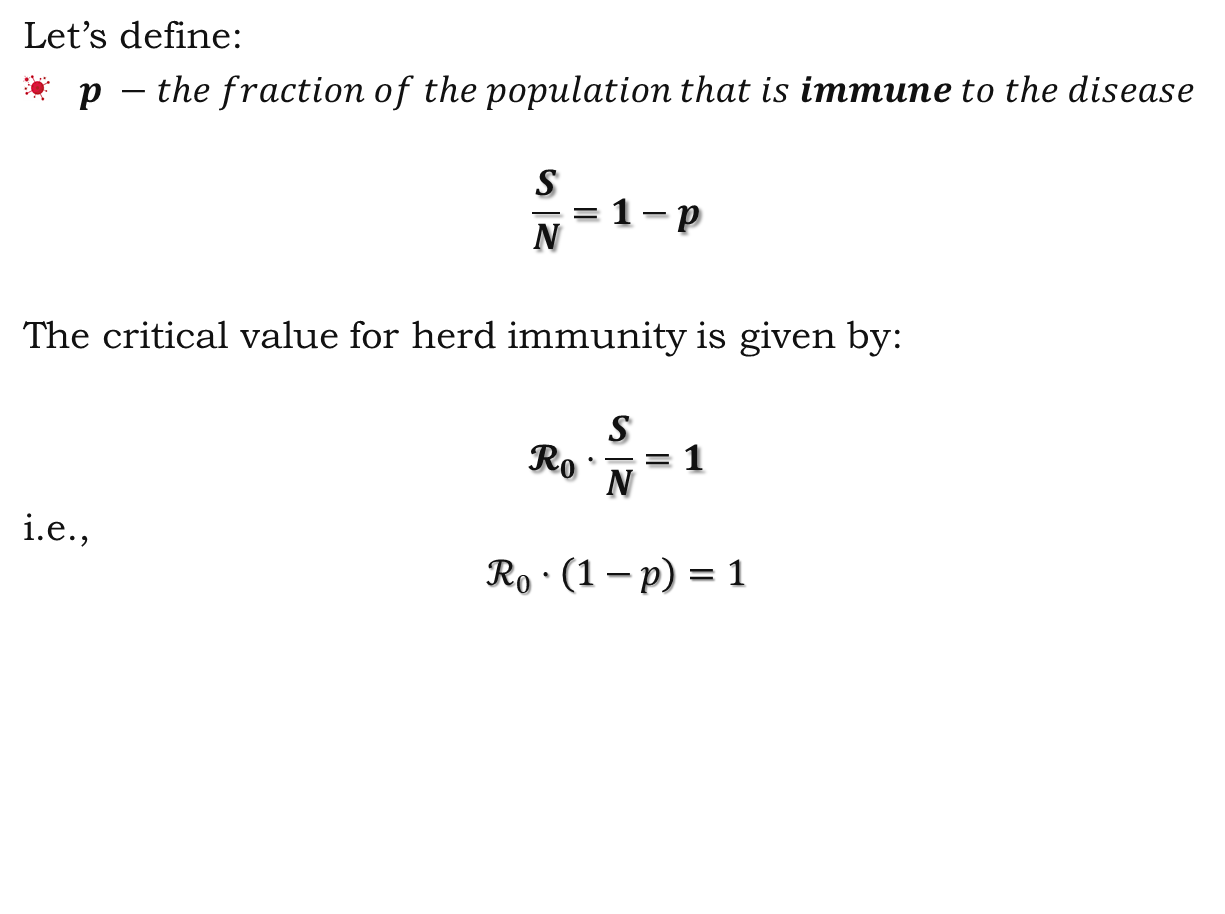 Let’s define:
p – the fraction of the population that is immune to the disease
S/N = 1 − p
The critical value for herd immunity is given by:
ℛ₀ · S/N = 1
i.e.,
ℛ₀ · (1 − p) = 1